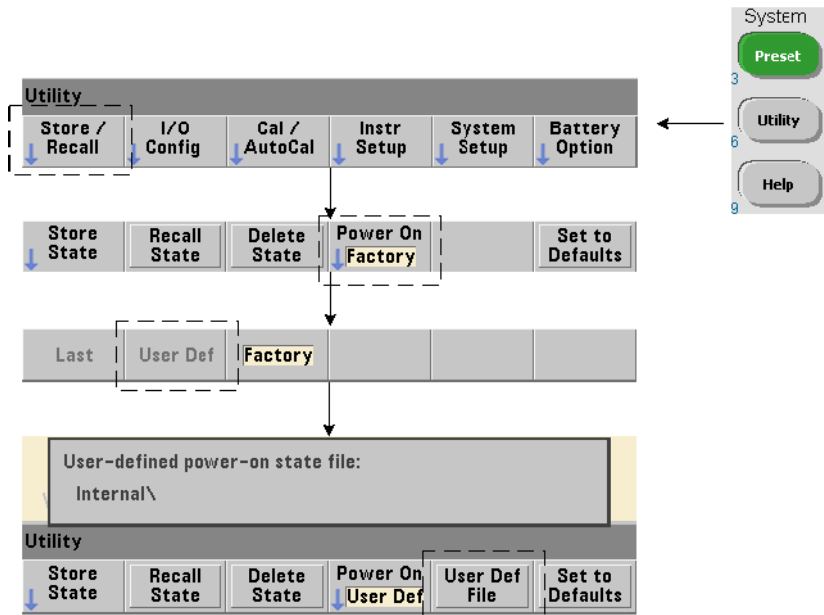 System
Preset
3
Utility
6
Help
9
Utility
Store / Recall
I/O Config
Cal / AutoCal
Instr Setup
System Setup
Battery Option
Store State
Recall State
Delete State
Power On Factory
Set to Defaults
Last
User Def
Factory
User-defined power-on state file:
Internal\
Utility
Store State
Recall State
Delete State
Power On User Def
User Def File
Set to Defaults